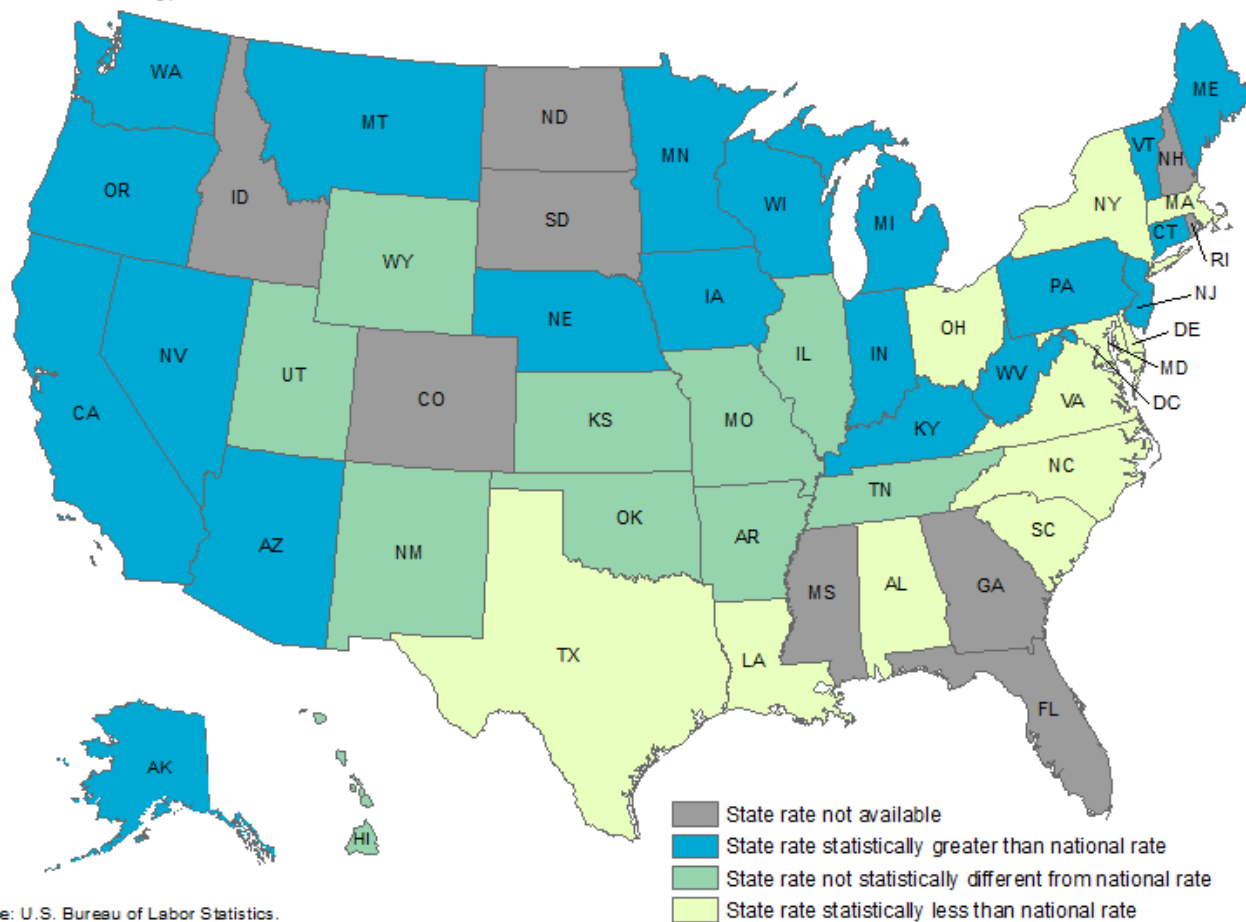 WA
MT
ND
MN
ME
VT
NH
OR
ID
SD
WI
MI
NY
MA
CT
RI
WY
IA
PA
NJ
NE
OH
DE
NV
UT
IL
IN
WV
MD
CA
CO
VA
DC
KS
MO
KY
NC
TN
OK
AR
SC
AZ
NM
MS
AL
GA
TX
LA
FL
AK
HI
State rate not available
State rate statistically greater than national rate
State rate not statistically different from national rate
State rate statistically less than national rate
e: U.S. Bureau of Labor Statistics.